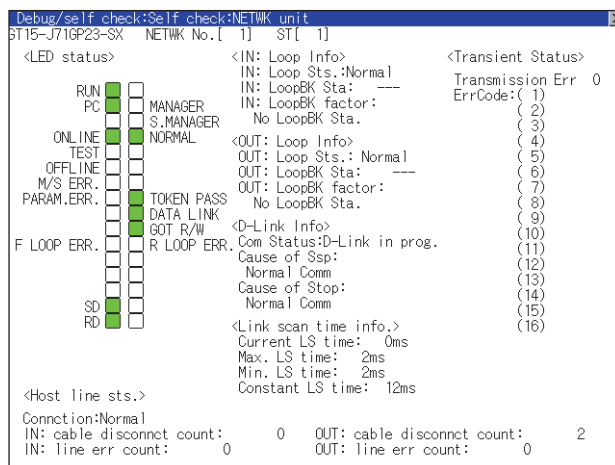 Debug/self check:Self check:NETWK unit
GT15-J71GP23-SX NETWK No.[ 1] ST[ 1]
<LED status>
RUN
PC MANAGER
S.MANAGER
ONLINE NORMAL
TEST
OFFLINE
M/S ERR.
PARAM.ERR. TOKEN PASS
DATA LINK
GOT R/W
F LOOP ERR. R LOOP ERR.
SD
RD
<IN: Loop Info>
IN: Loop Sts.:Normal
IN: LoopBK Sta: ---
IN: LoopBK factor:
No LoopBK Sta.
<OUT: Loop Info>
OUT: Loop Sts.: Normal
OUT: LoopBK Sta: ---
OUT: LoopBK factor:
No LoopBK Sta.
<D-Link Info>
Com Status:D-Link in prog.
Cause of Ssp:
Normal Comm
Cause of Stop:
Normal Comm
<Link scan time info.>
Current LS time: 0ms
Max. LS time: 2ms
Min. LS time: 2ms
Constant LS time: 12ms
<Transient Status>
Transmission Err 0
ErrCode:( 1)
( 2)
( 3)
( 4)
( 5)
( 6)
( 7)
( 8)
( 9)
(10)
(11)
(12)
(13)
(14)
(15)
(16)
<Host line sts.>
Connction:Normal
IN: cable disconnct count: 0 OUT: cable disconnct count: 2
IN: line err count: 0 OUT: line err count: 0